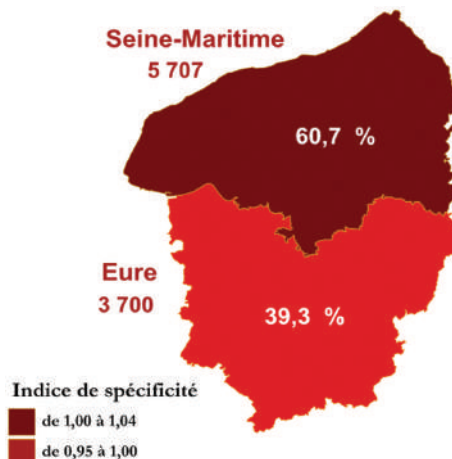 Seine-Maritime
5 707
60,7 %
Eure
3 700
39,3 %
Indice de spécificité
de 1,00 à 1,04
de 0,95 à 1,00